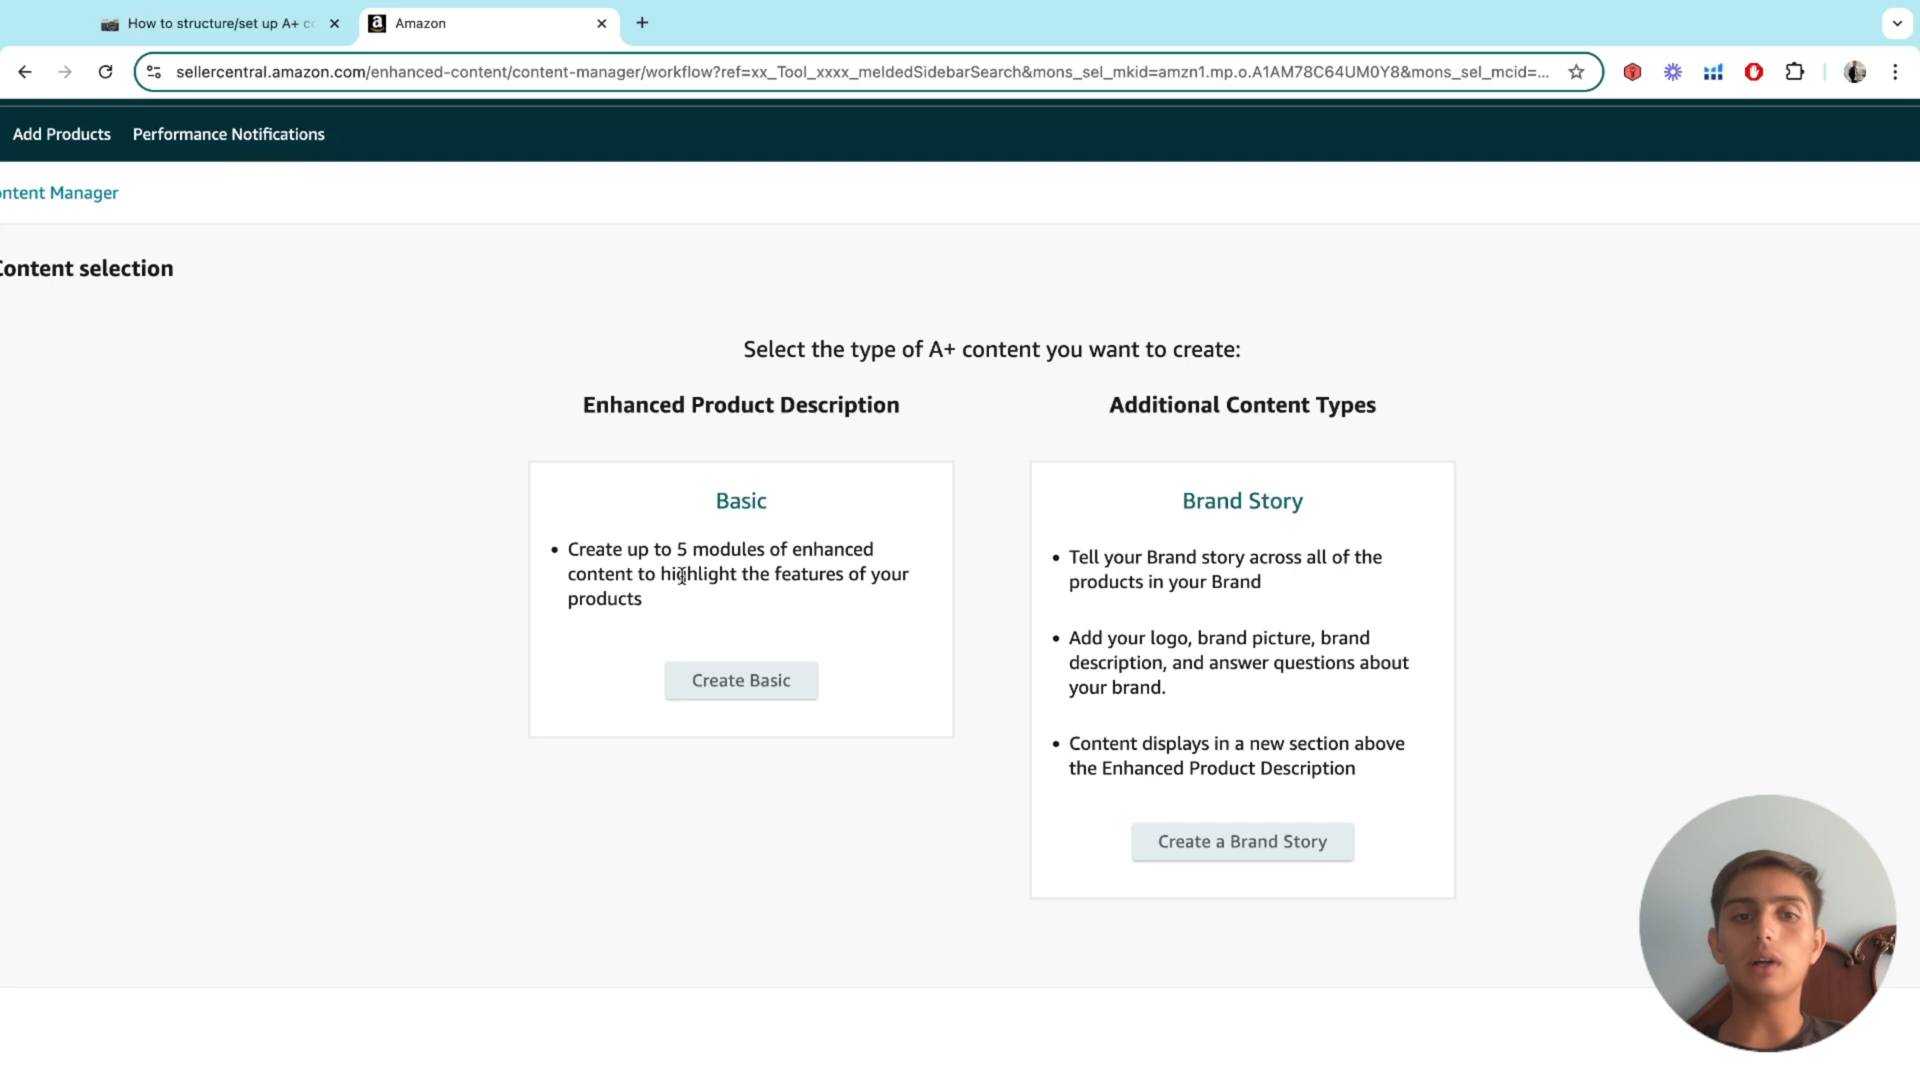 How to structure/set up A+ c
Amazon
sellercentral.amazon.com/enhanced-content/content-manager/workflow?ref=xx_Tool_xxxx_meldedSidebarSearch&mons_sel_mkid=amzn1.mp.o.A1AM78C64UM0Y8&mons_sel_mcid=...
Add Products
Performance Notifications
ontent Manager
Content selection
Select the type of A+ content you want to create:
Enhanced Product Description
Basic
• Create up to 5 modules of enhanced
content to highlight the features of your
products
Create Basic
Additional Content Types
Brand Story
• Tell your Brand story across all of the
products in your Brand
• Add your logo, brand picture, brand
description, and answer questions about
your brand.
• Content displays in a new section above
the Enhanced Product Description
Create a Brand Story